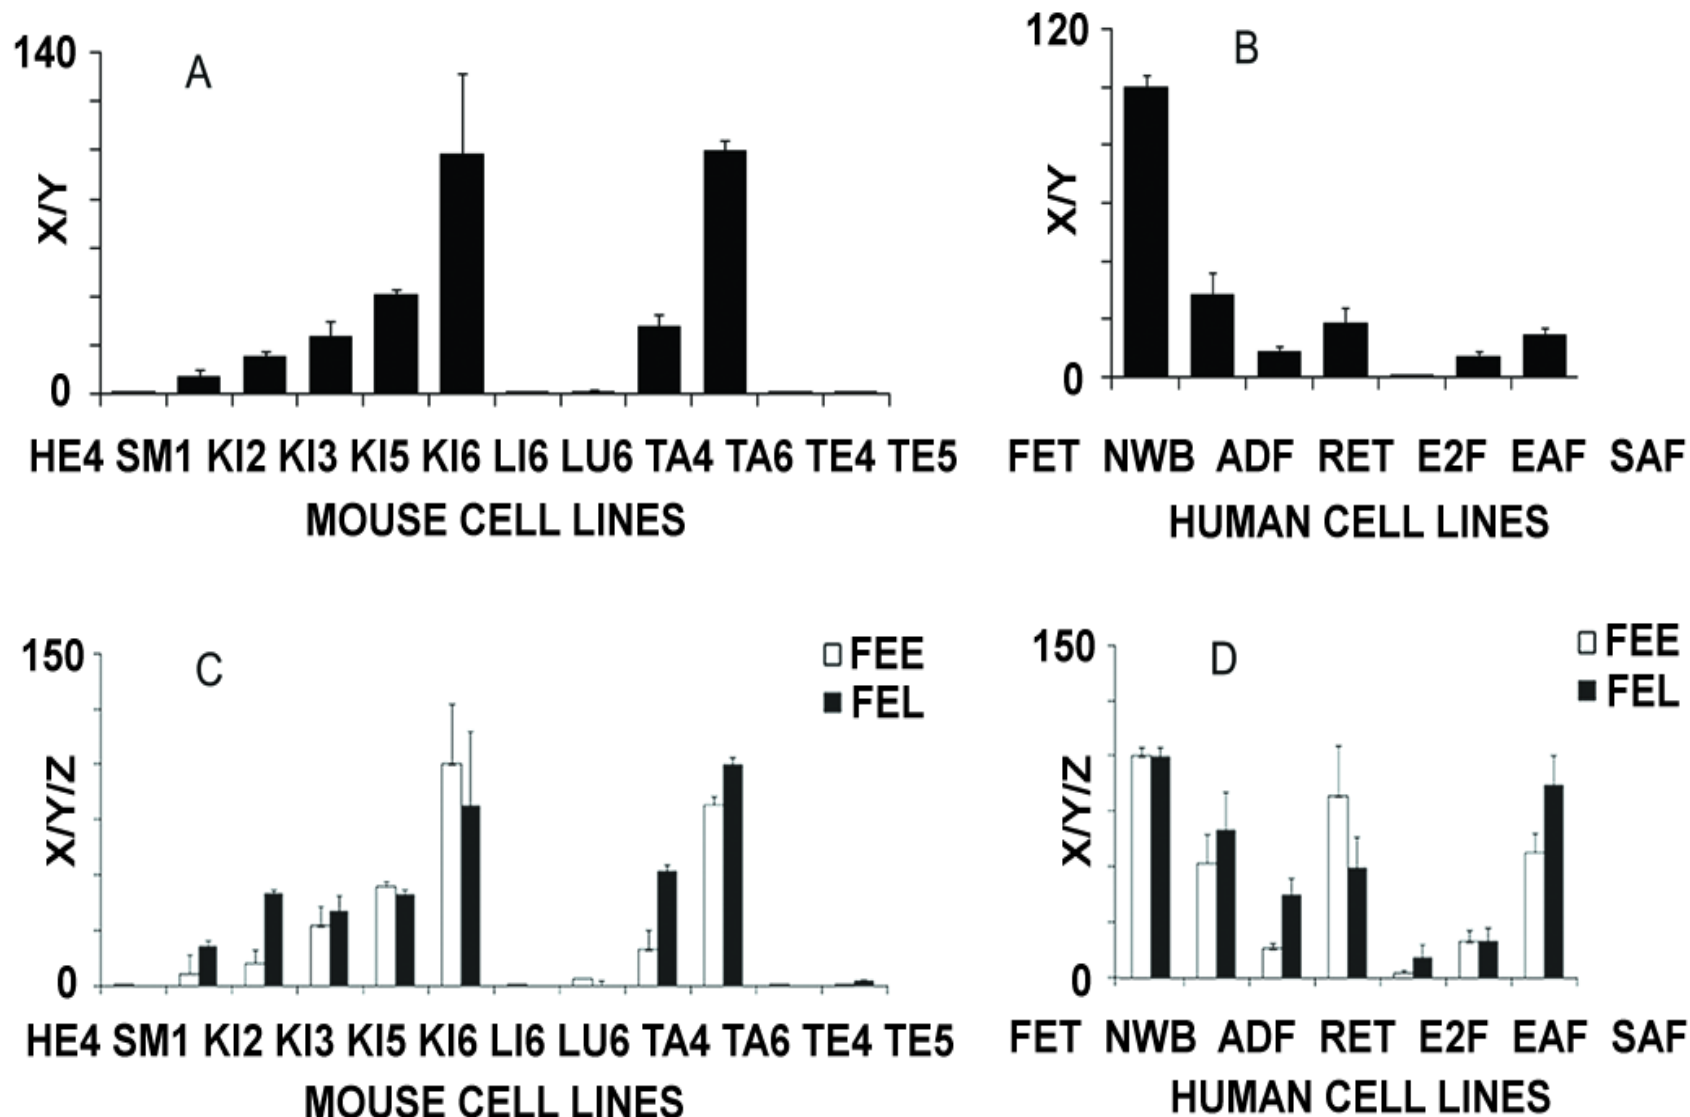 A
140
X/Y
0
HE4 SM1 KI2 KI3 KI5 KI6 LI6 LU6 TA4 TA6 TE4 TE5
MOUSE CELL LINES
B
120
X/Y
0
FET NWB ADF RET E2F EAF SAF
HUMAN CELL LINES
C
150
X/Y/Z
0
FEE
FEL
HE4 SM1 KI2 KI3 KI5 KI6 LI6 LU6 TA4 TA6 TE4 TE5
MOUSE CELL LINES
D
150
X/Y/Z
0
FEE
FEL
FET NWB ADF RET E2F EAF SAF
HUMAN CELL LINES